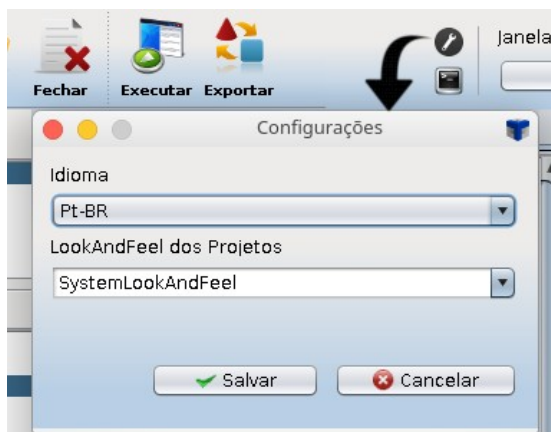 Janela
Fechar Executar Exportar
Configurações
Idioma
Pt-BR
LookAndFeel dos Projetos
SystemLookAndFeel
Salvar Cancelar